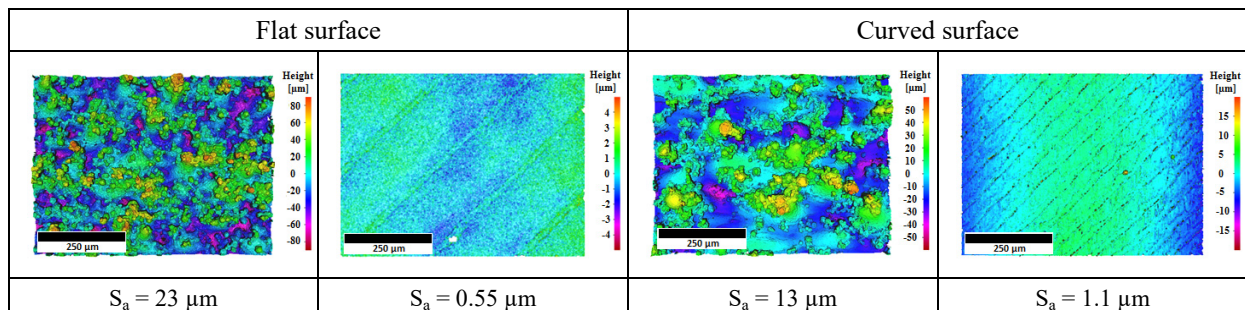 Flat surface
Curved surface
Height
[µm]
80
60
40
20
0
-20
-40
-60
-80
250 µm
Height
[µm]
4
3
2
1
0
-1
-2
-3
-4
250 µm
Height
[µm]
50
40
30
20
10
0
-10
-20
-30
-40
-50
250 µm
Height
[µm]
15
10
5
0
-5
-10
-15
250 µm
Sa = 23 µm
Sa = 0.55 µm
Sa = 13 µm
Sa = 1.1 µm